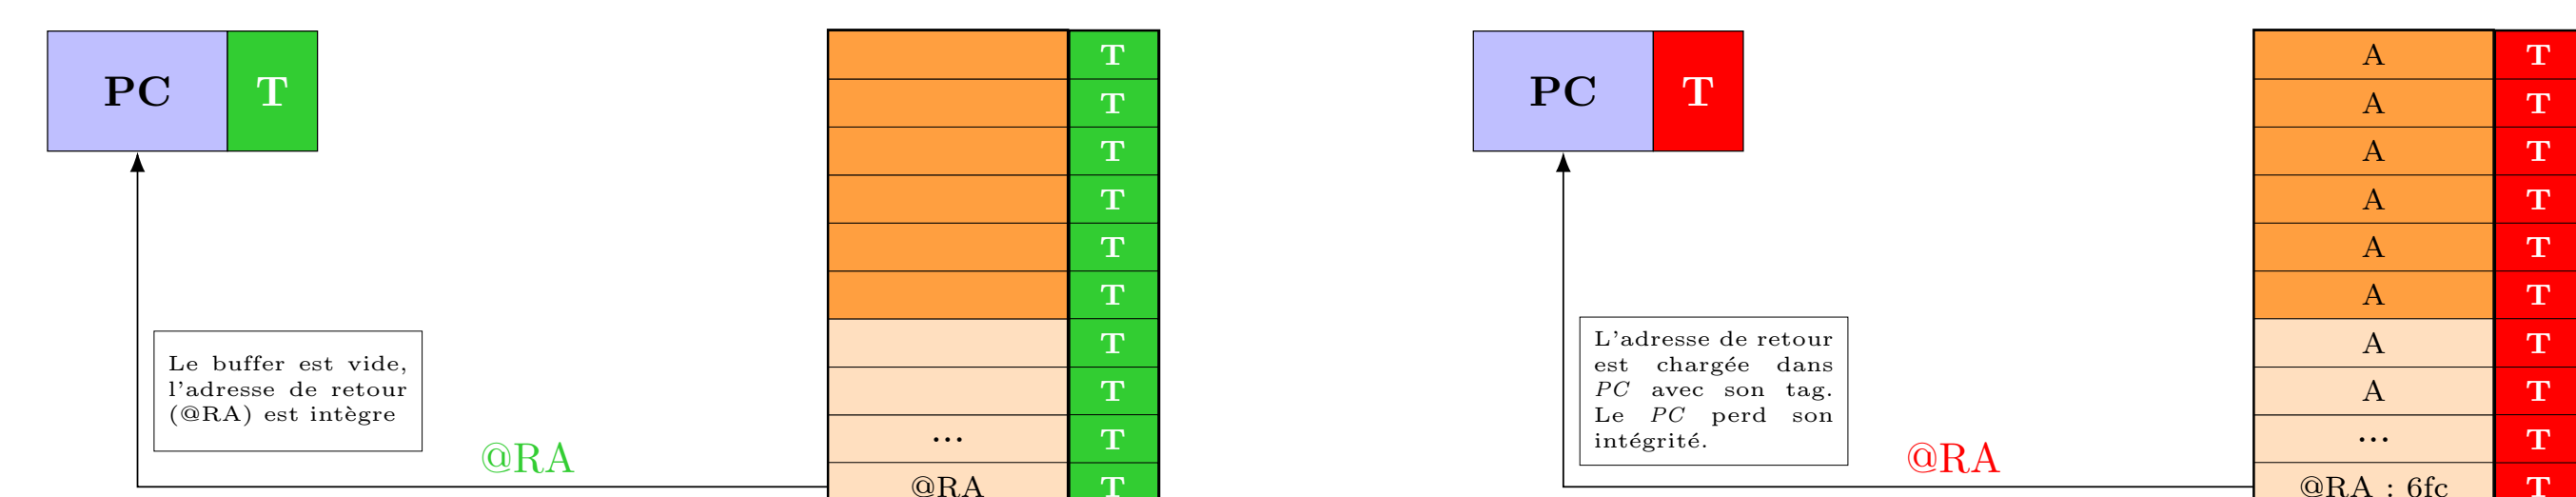 PC T
T
T
T
T
T
T
T
T
... T
@RA T
Le buffer est vide,
l'adresse de retour
(@RA) est intègre
@RA
PC T
A T
A T
A T
A T
A T
A T
A T
A T
... T
@RA : 6fc T
L'adresse de retour
est chargée dans
PC avec son tag.
Le PC perd son
intégrité.
@RA